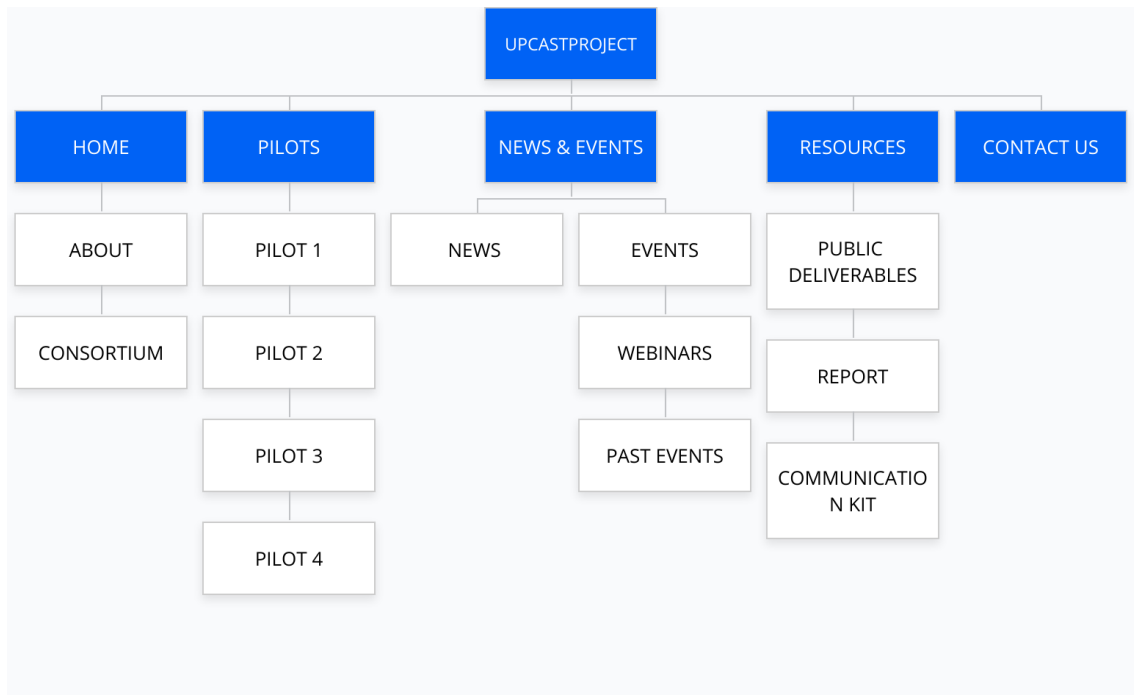 UPCASTPROJECT
HOME
PILOTS
NEWS & EVENTS
RESOURCES
CONTACT US
ABOUT
PILOT 1
NEWS
EVENTS
PUBLIC
DELIVERABLES
CONSORTIUM
PILOT 2
WEBINARS
REPORT
PILOT 3
PAST EVENTS
COMMUNICATIO
N KIT
PILOT 4